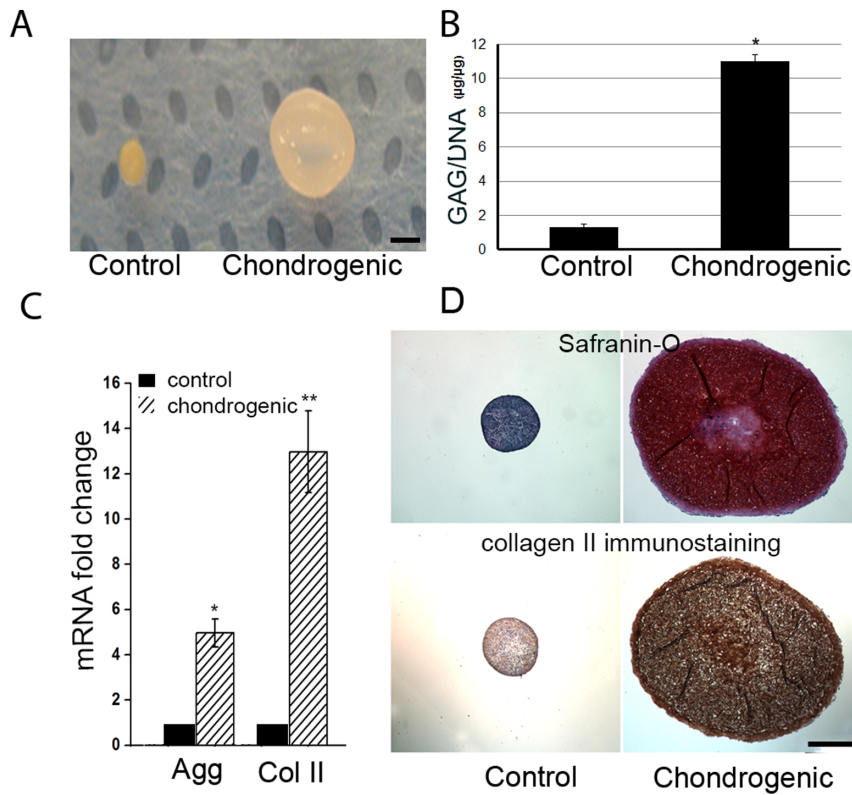 A
Control Chondrogenic
B
GAG/DNA (µg/µg)
12
10
8
6
4
2
0
*
Control Chondrogenic
C
mRNA fold change
16
14
12
10
8
6
4
2
0
control
chondrogenic
*
**
Agg Col II
D
Safranin-O
collagen II immunostaining
Control Chondrogenic